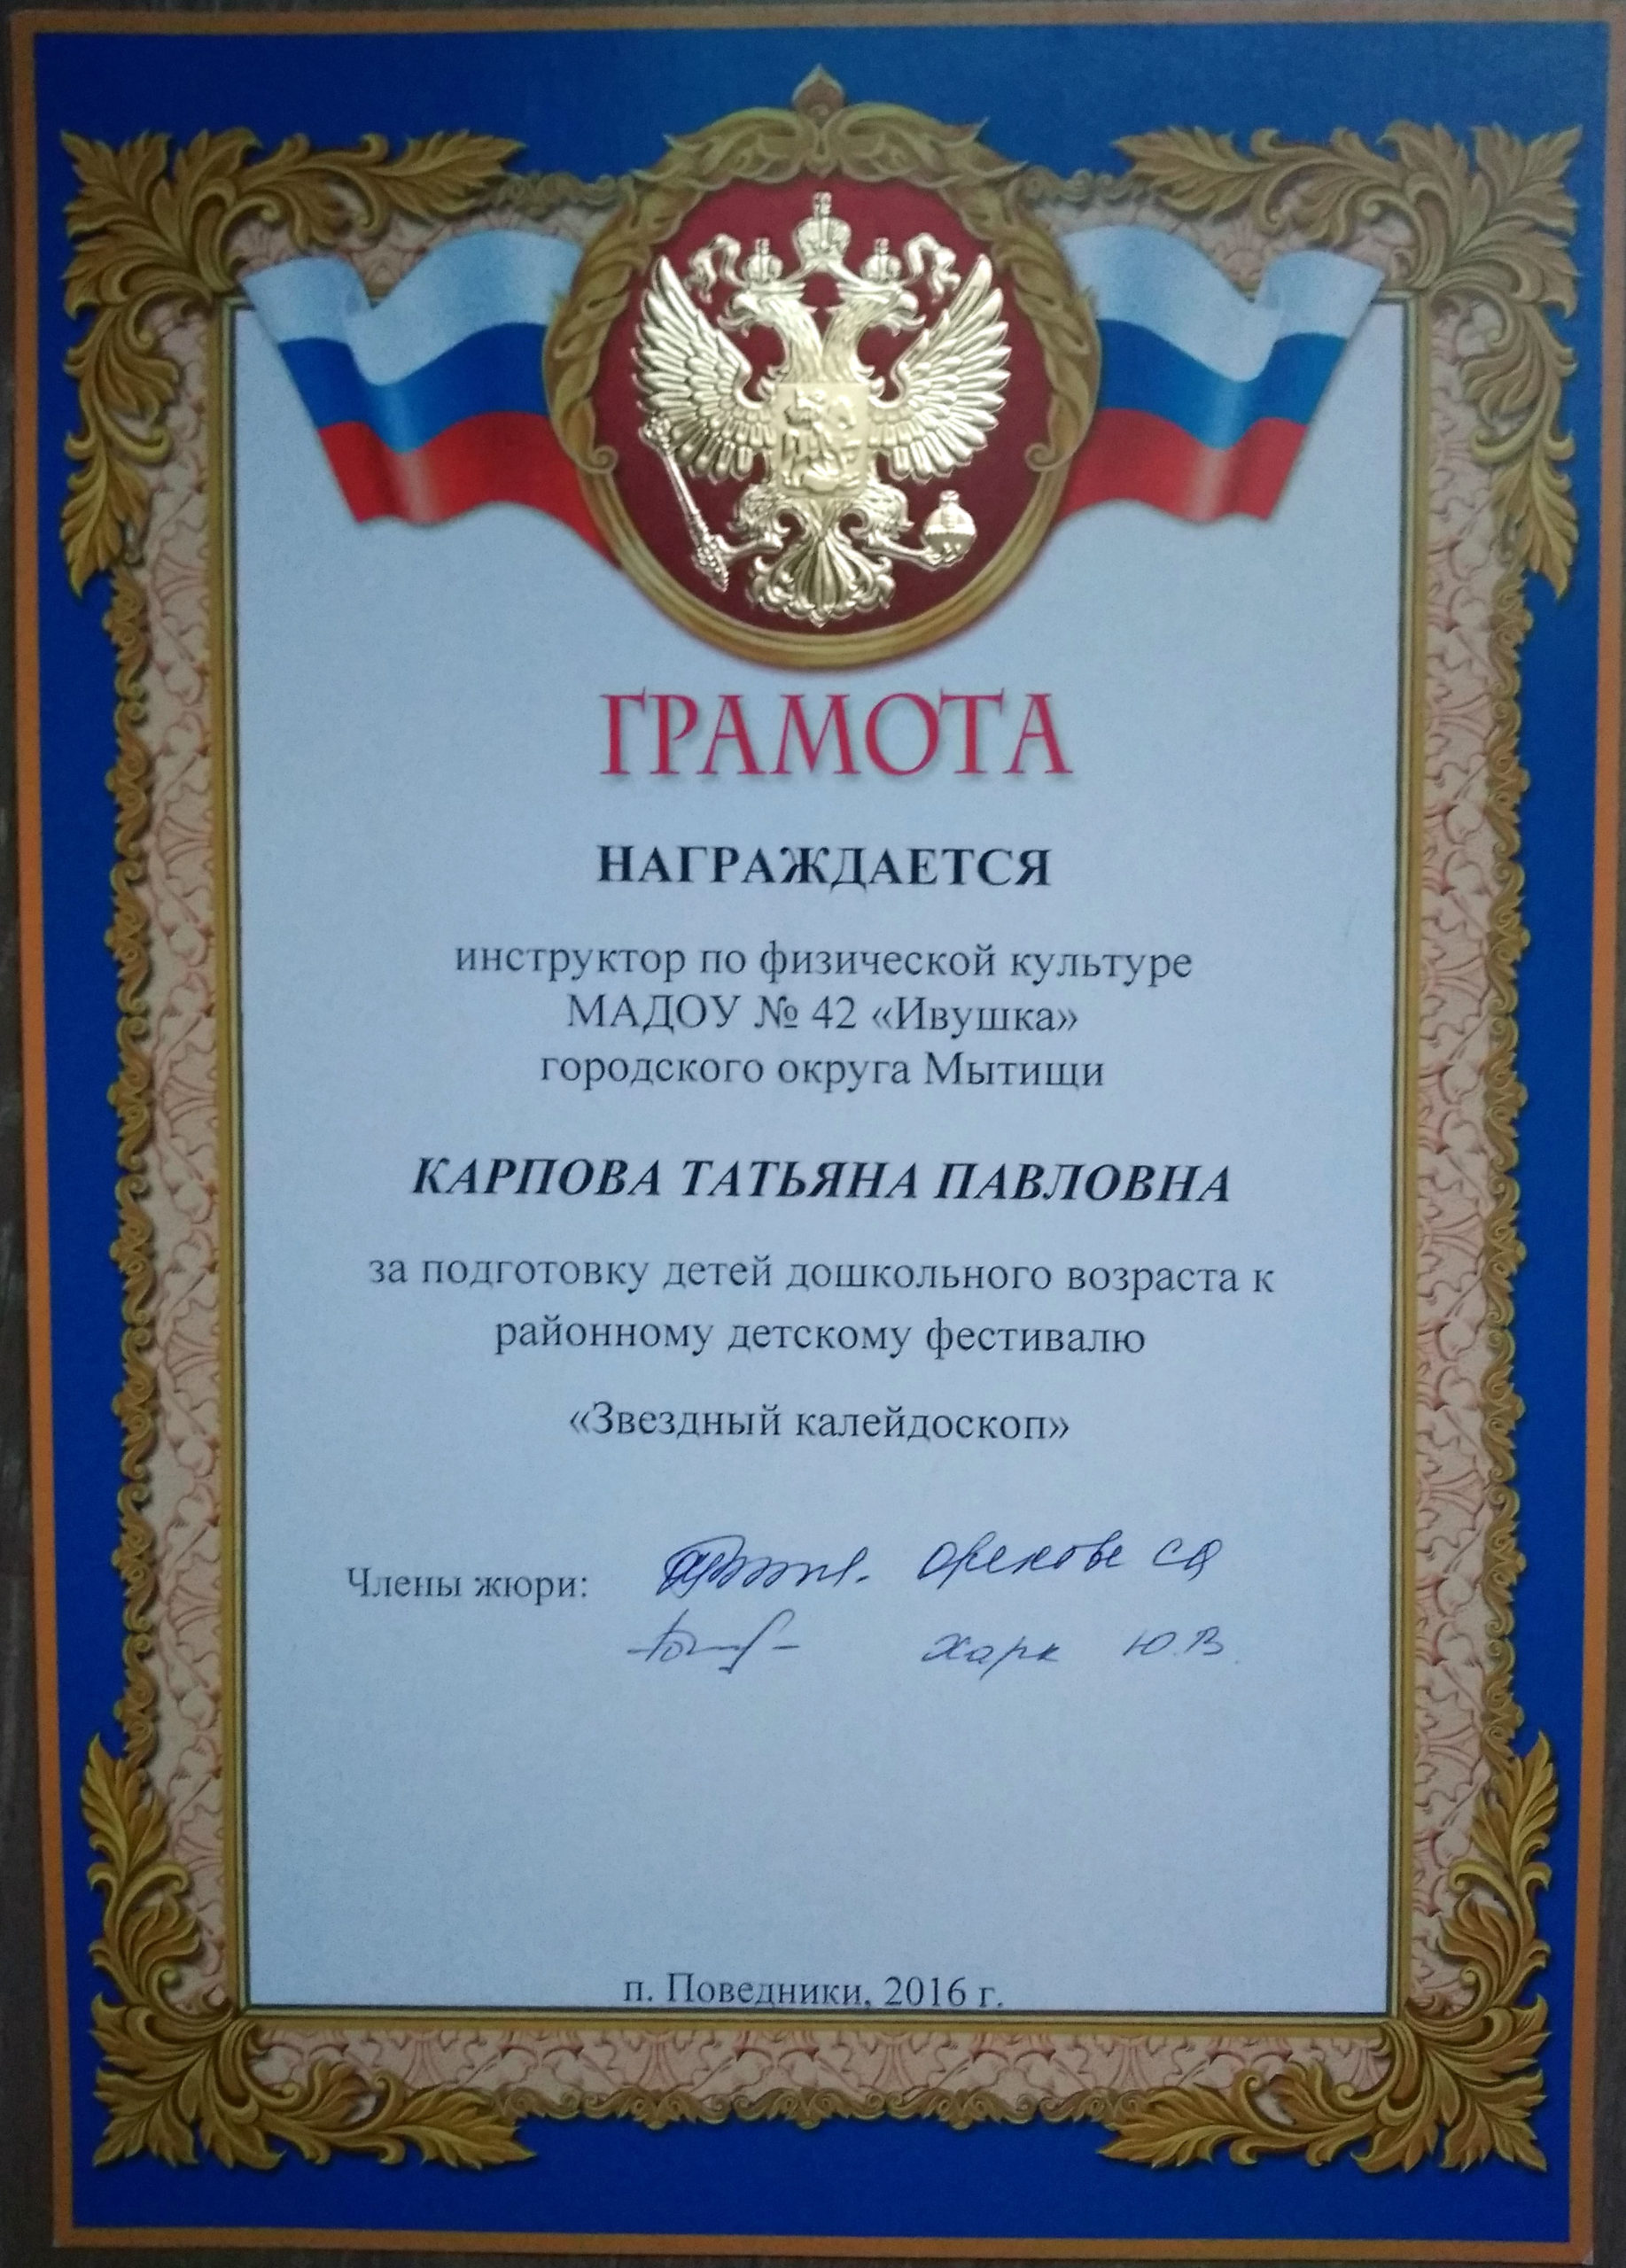 ГРАМОТА
НАГРАЖДАЕТСЯ
инструктор по физической культуре
МАДОУ № 42 «Ивушка»
городского округа Мытищи
КАРПОВА ТАТЬЯНА ПАВЛОВНА
за подготовку детей дошкольного возраста к
районному детскому фестивалю
«Звездный калейдоскоп»
Члены жюри:
Харк Ю.В.
п. Поведники, 2016 г.